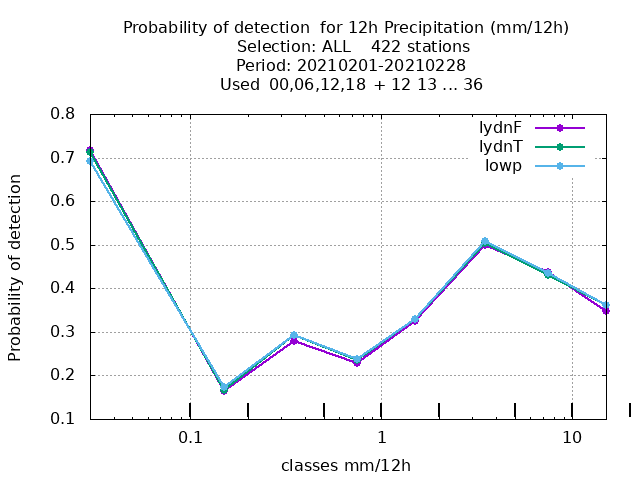 Probability of detection  for 12h Precipitation (mm/12h)
Selection: ALL    422 stations
Period: 20210201-20210228
Used  00,06,12,18  + 12 13 ... 36
lydnF
lydnT
lowp
Probability of detection
0.8
0.7
0.6
0.5
0.4
0.3
0.2
0.1
0.1
1
10
classes mm/12h